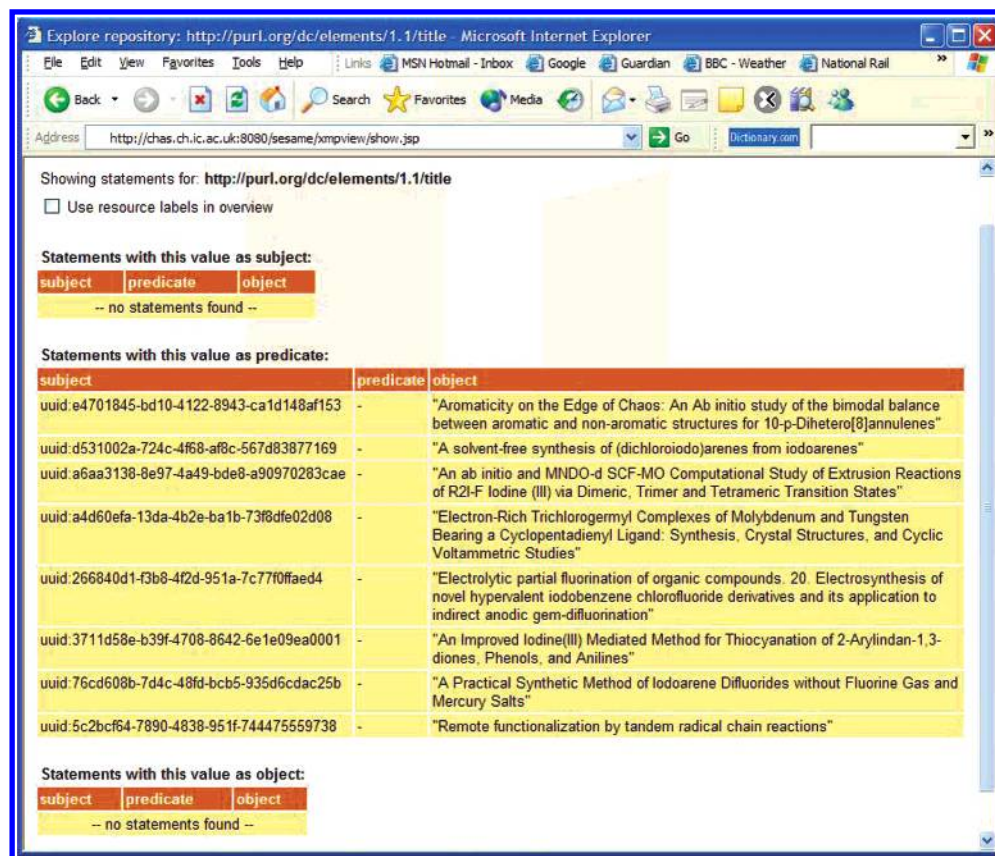 Explore repository: http://purl.org/dc/elements/1.1/title - Microsoft Internet Explorer
File Edit View Favorites Tools Help Links MSN Hotmail - Inbox Google Guardian BBC - Weather National Rail »
Back Search Favorites Media
Address http://chas.ch.ic.ac.uk:8080/sesame/xmpview/show.jsp Go Dictionary.com »
Showing statements for: http://purl.org/dc/elements/1.1/title
Use resource labels in overview
Statements with this value as subject:
subject predicate object
-- no statements found --
Statements with this value as predicate:
subject predicate object
uuid:e4701845-bd10-4122-8943-ca1d148af153 - "Aromaticity on the Edge of Chaos: An Ab initio study of the bimodal balance
between aromatic and non-aromatic structures for 10-p-Dihetero[8]annulenes"
uuid:d531002a-724c-4f68-af8c-567d83877169 - "A solvent-free synthesis of (dichloroiodo)arenes from iodoarenes"
uuid:a6aa3138-8e97-4a49-bde8-a90970283cae - "An ab initio and MNDO-d SCF-MO Computational Study of Extrusion Reactions
of R2I-F Iodine (III) via Dimeric, Trimer and Tetrameric Transition States"
uuid:a4d60efa-13da-4b2e-ba1b-73f8dfe02d08 - "Electron-Rich Trichlorogermyl Complexes of Molybdenum and Tungsten
Bearing a Cyclopentadienyl Ligand: Synthesis, Crystal Structures, and Cyclic
Voltammetric Studies"
uuid:266840d1-f3b8-4f2d-951a-7c77f0ffaed4 - "Electrolytic partial fluorination of organic compounds. 20. Electrosynthesis of
novel hypervalent iodobenzene chlorofluoride derivatives and its application to
indirect anodic gem-difluorination"
uuid:3711d58e-b39f-4708-8642-6e1e09ea0001 - "An Improved Iodine(III) Mediated Method for Thiocyanation of 2-Arylindan-1,3-
diones, Phenols, and Anilines"
uuid:76cd608b-7d4c-48fd-bcb5-935d6cdac25b - "A Practical Synthetic Method of Iodoarene Difluorides without Fluorine Gas and
Mercury Salts"
uuid:5c2bcf64-7890-4838-951f-744475559738 - "Remote functionalization by tandem radical chain reactions"
Statements with this value as object:
subject predicate object
-- no statements found --